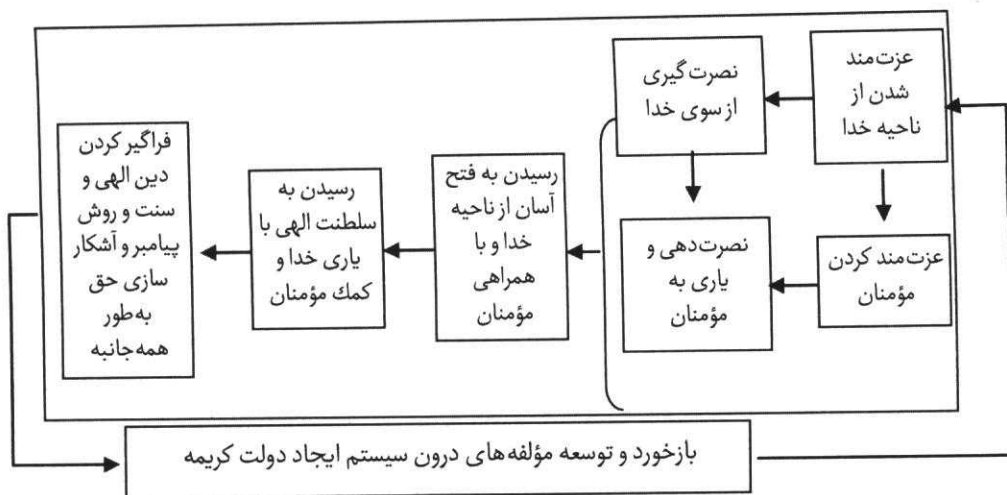 عزت‌مند
شدن از
ناحیه خدا
نصرت‌گیری
از سوی خدا
عزت‌مند کردن
مؤمنان
نصرت‌دهی و
یاری به
مؤمنان
رسیدن به فتح
آسان از ناحیه
خدا و با
همراهی
مؤمنان
رسیدن به
سلطنت الهی با
یاری خدا و
کمك مؤمنان
فراگیر کردن
دین الهی و
سنت و روش
پیامبر و آشکار
سازی حق
به‌طور
همه‌جانبه
بازخورد و توسعه مؤلفه‌های درون سیستم ایجاد دولت کریمه